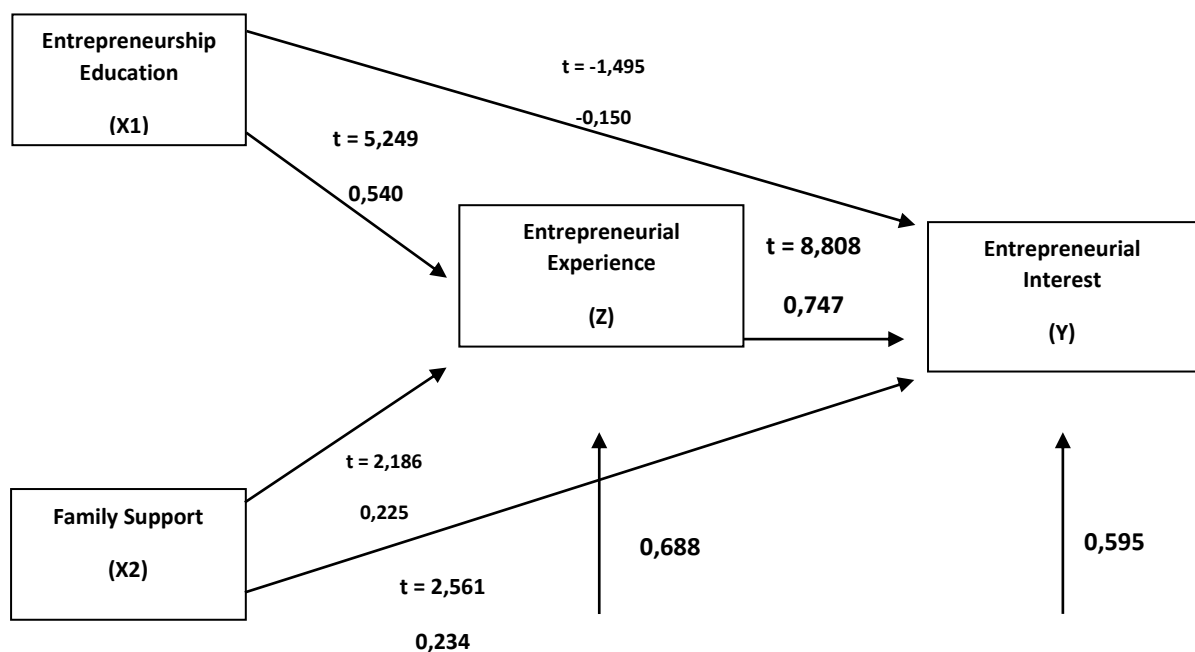 Entrepreneurship
Education
(X1)
t = -1,495
-0,150
t = 5,249
0,540
Entrepreneurial
Experience
(Z)
t = 8,808
0,747
Entrepreneurial
Interest
(Y)
Family Support
(X2)
t = 2,186
0,225
t = 2,561
0,234
0,688
0,595